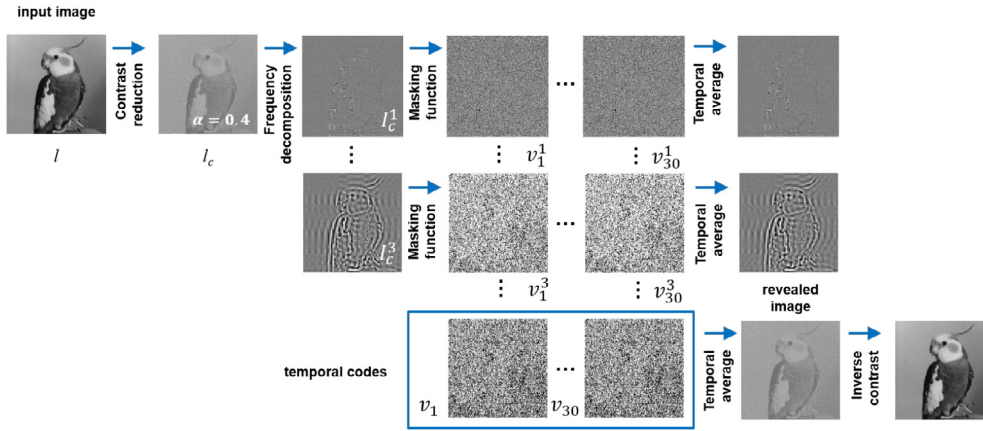 input image
Contrast
reduction
α = 0.4
Frequency
decomposition
I_c^1
Masking
function
...
Temporal
average
l
l_c
⋮
⋮
v_1^1
⋮
v_30^1
I_c^3
Masking
function
...
Temporal
average
⋮
v_1^3
⋮
v_30^3
revealed
image
temporal codes
v_1
...
v_30
Temporal
average
Inverse
contrast